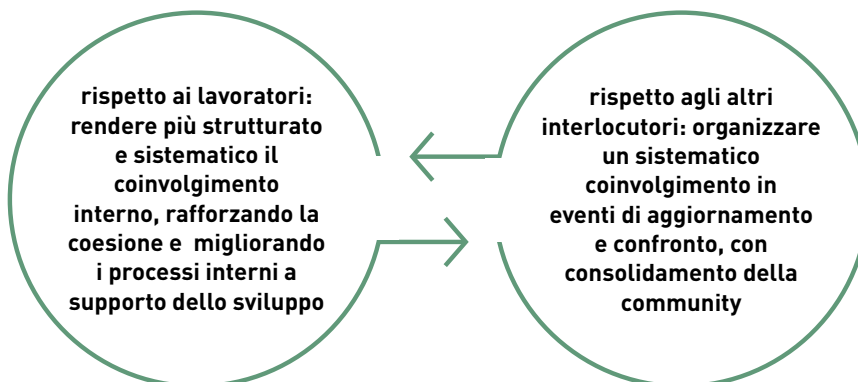 rispetto ai lavoratori:
rendere più strutturato
e sistematico il
coinvolgimento
interno, rafforzando la
coesione e migliorando
i processi interni a
supporto dello sviluppo
rispetto agli altri
interlocutori: organizzare
un sistematico
coinvolgimento in
eventi di aggiornamento
e confronto, con
consolidamento della
community